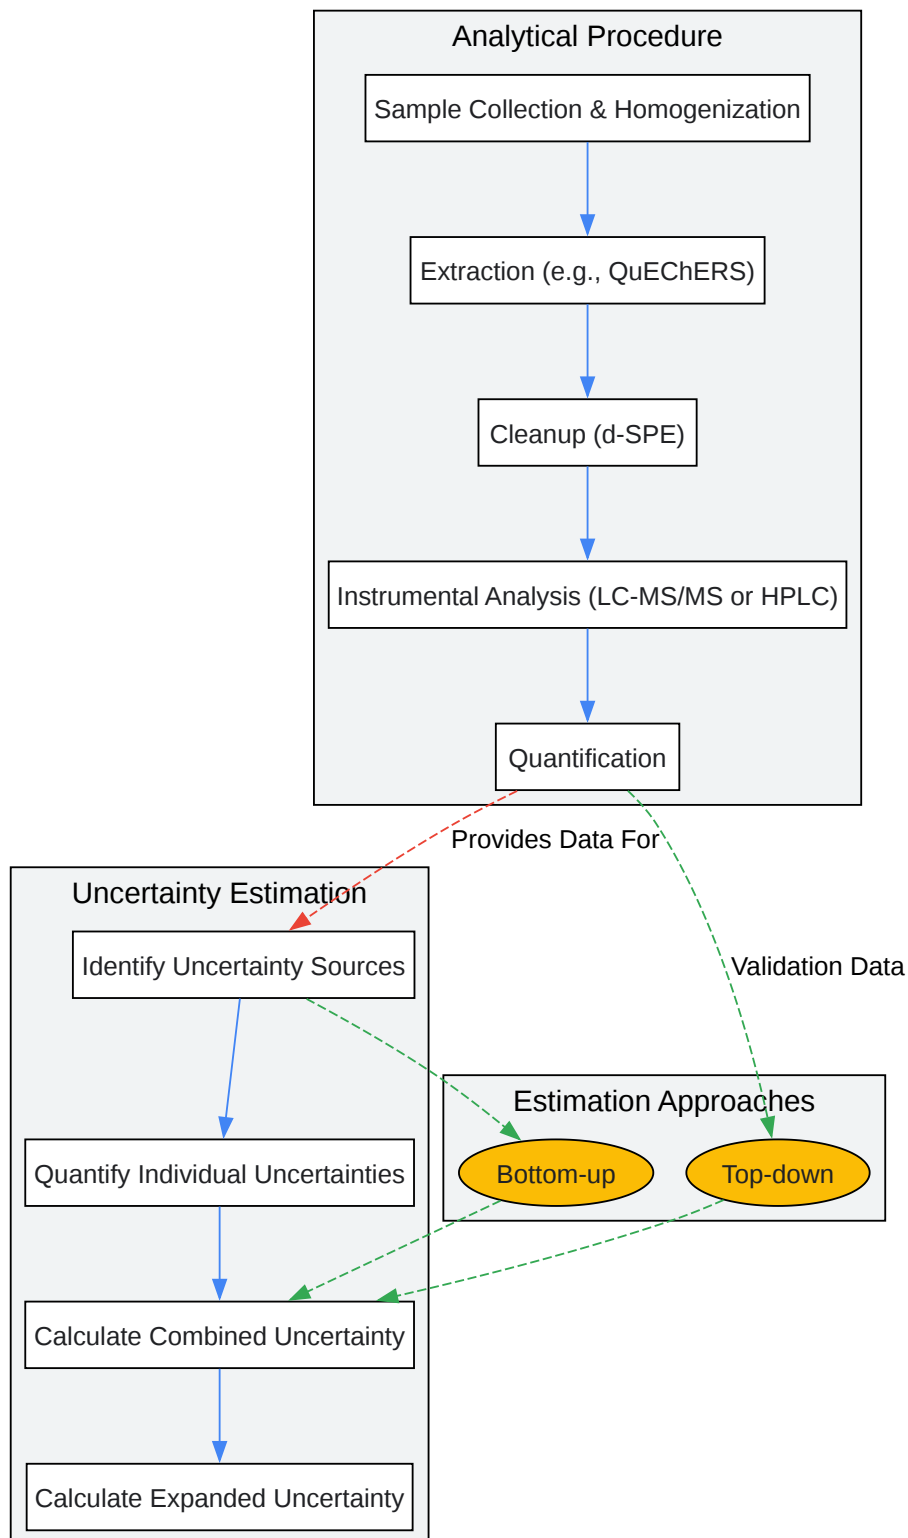 Analytical Procedure
Sample Collection & Homogenization
Extraction (e.g., QuEChERS)
Cleanup (d-SPE)
Instrumental Analysis (LC-MS/MS or HPLC)
Quantification
Provides Data For
Uncertainty Estimation
Identify Uncertainty Sources
Validation Data
Estimation Approaches
Quantify Individual Uncertainties
Bottom-up
Top-down
Calculate Combined Uncertainty
Calculate Expanded Uncertainty